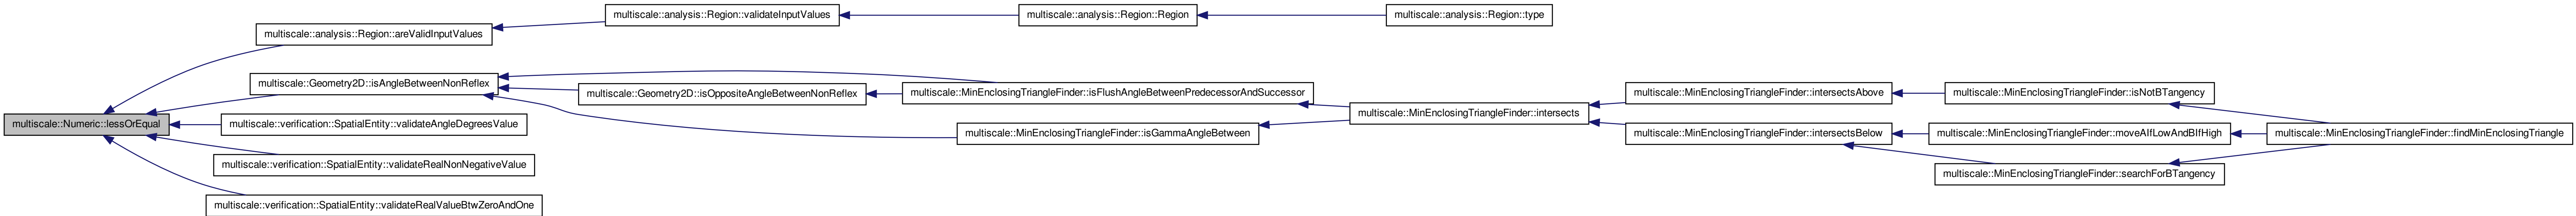 multiscale::analysis::Region::validateInputValues
multiscale::analysis::Region::Region
multiscale::analysis::Region::type
multiscale::analysis::Region::areValidInputValues
multiscale::Geometry2D::isAngleBetweenNonReflex
multiscale::Geometry2D::isOppositeAngleBetweenNonReflex
multiscale::MinEnclosingTriangleFinder::isFlushAngleBetweenPredecessorAndSuccessor
multiscale::MinEnclosingTriangleFinder::intersectsAbove
multiscale::MinEnclosingTriangleFinder::isNotBTangency
multiscale::MinEnclosingTriangleFinder::intersects
multiscale::Numeric::lessOrEqual
multiscale::verification::SpatialEntity::validateAngleDegreesValue
multiscale::MinEnclosingTriangleFinder::isGammaAngleBetween
multiscale::MinEnclosingTriangleFinder::intersectsBelow
multiscale::MinEnclosingTriangleFinder::moveAIfLowAndBIfHigh
multiscale::MinEnclosingTriangleFinder::findMinEnclosingTriangle
multiscale::verification::SpatialEntity::validateRealNonNegativeValue
multiscale::MinEnclosingTriangleFinder::searchForBTangency
multiscale::verification::SpatialEntity::validateRealValueBtwZeroAndOne